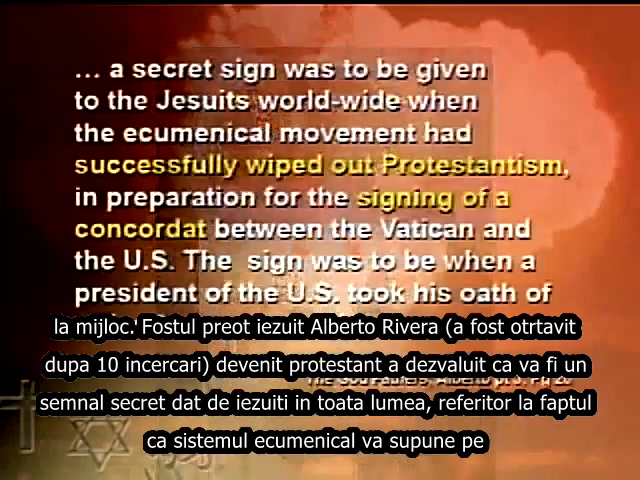 ... a secret sign was to be given
to the Jesuits world-wide when
the ecumenical movement had
successfully wiped out Protestantism,
in preparation for the signing of a
concordat between the Vatican and
the U.S. The sign was to be when a
president of the U.S. took his oath of
la mijloc. Fostul preot iezuit Alberto Rivera (a fost otrtavit
dupa 10 incercari) devenit protestant a dezvaluit ca va fi un
semnal secret dat de iezuiti in toata lumea, referitor la faptul
ca sistemul ecumenical va supune pe